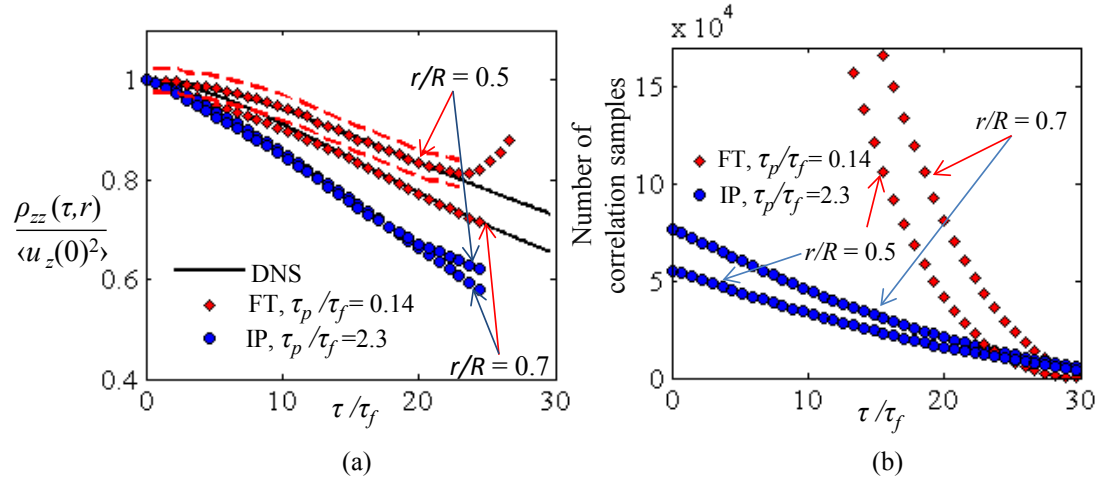 1
0.8
0.6
0.4
ρzz(τ,r)
⟨uz(0)²⟩
r/R = 0.5
DNS
FT, τp/τf = 0.14
IP, τp/τf =2.3
r/R = 0.7
0 10 20 30
τ/τf
(a)
x 10⁴
15
10
5
0
Number of
correlation samples
r/R = 0.7
FT, τp/τf= 0.14
IP, τp/τf=2.3
r/R = 0.5
0 10 20 30
τ/τf
(b)